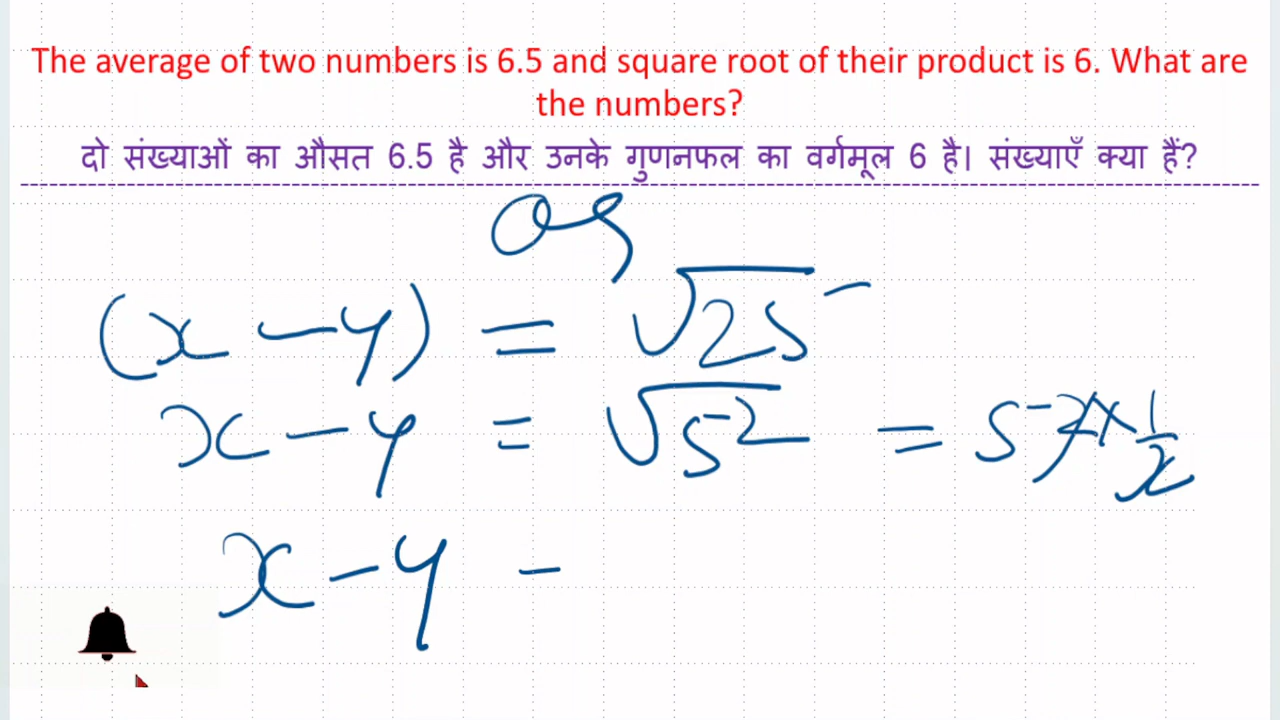 The average of two numbers is 6.5 and square root of their product is 6. What are
the numbers?
दो संख्याओं का औसत 6.5 है और उनके गुणनफल का वर्गमूल 6 है। संख्याएँ क्या हैं?
(x - y) = √25
x - y = √5² = 5^2×1/2
x - y -